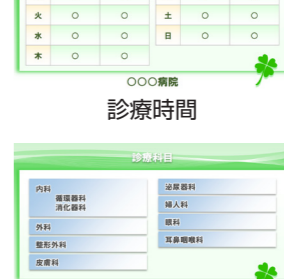 火 ○ ○ 土 ○ ○
水 ○ ○ 日 ○ ○
木 ○ ○
○○○病院
診療時間
診療科目
内科
循環器科
消化器科
外科
整形外科
皮膚科
泌尿器科
婦人科
眼科
耳鼻咽喉科